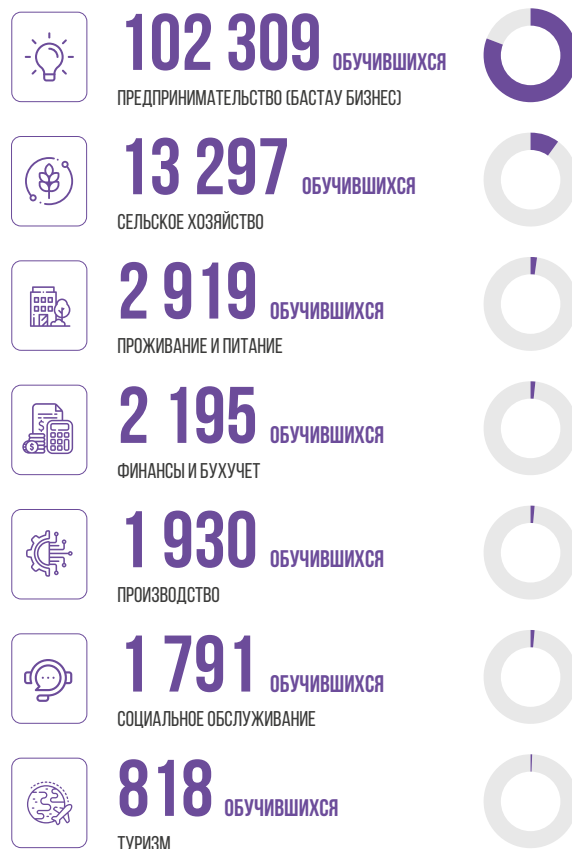 102 309 ОБУЧИВШИХСЯ
ПРЕДПРИНИМАТЕЛЬСТВО (БАСТАУ БИЗНЕС)
13 297 ОБУЧИВШИХСЯ
СЕЛЬСКОЕ ХОЗЯЙСТВО
2 919 ОБУЧИВШИХСЯ
ПРОЖИВАНИЕ И ПИТАНИЕ
2 195 ОБУЧИВШИХСЯ
ФИНАНСЫ И БУХУЧЕТ
1 930 ОБУЧИВШИХСЯ
ПРОИЗВОДСТВО
1 791 ОБУЧИВШИХСЯ
СОЦИАЛЬНОЕ ОБСЛУЖИВАНИЕ
818 ОБУЧИВШИХСЯ
ТУРИЗМ